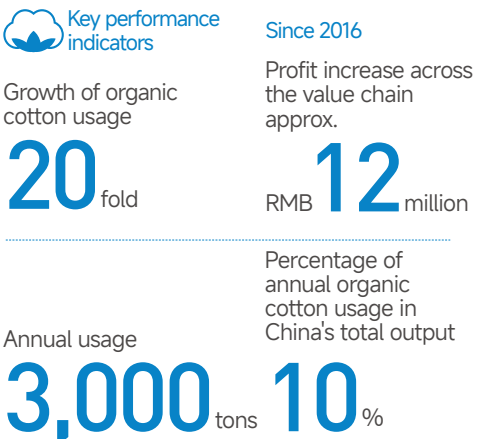 Key performance
indicators
Since 2016
Growth of organic
cotton usage
20 fold
Profit increase across
the value chain
approx.
RMB 12 million
Annual usage
3,000 tons
Percentage of
annual organic
cotton usage in
China's total output
10 %